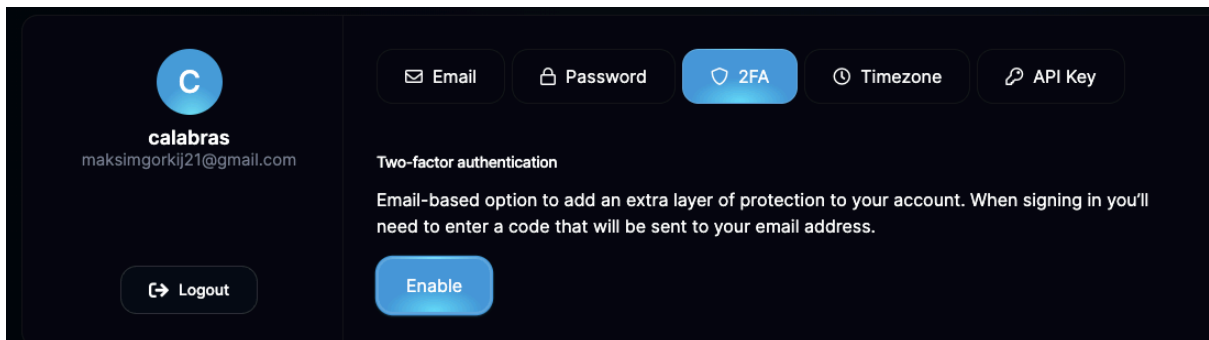 C
calabras
maksimgorkij21@gmail.com
Logout
Email
Password
2FA
Timezone
API Key
Two-factor authentication
Email-based option to add an extra layer of protection to your account. When signing in you'll
need to enter a code that will be sent to your email address.
Enable